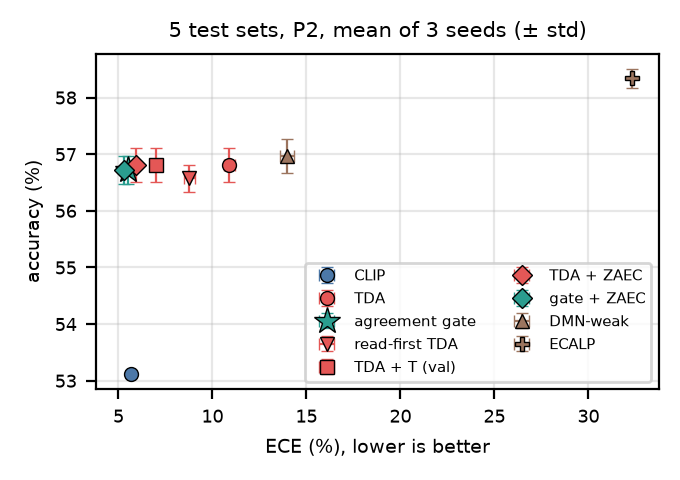 5 test sets, P2, mean of 3 seeds (± std)
accuracy (%)
58
57
56
55
54
53
5 10 15 20 25 30
ECE (%), lower is better
CLIP
TDA
agreement gate
read-first TDA
TDA + T (val)
TDA + ZAEC
gate + ZAEC
DMN-weak
ECALP